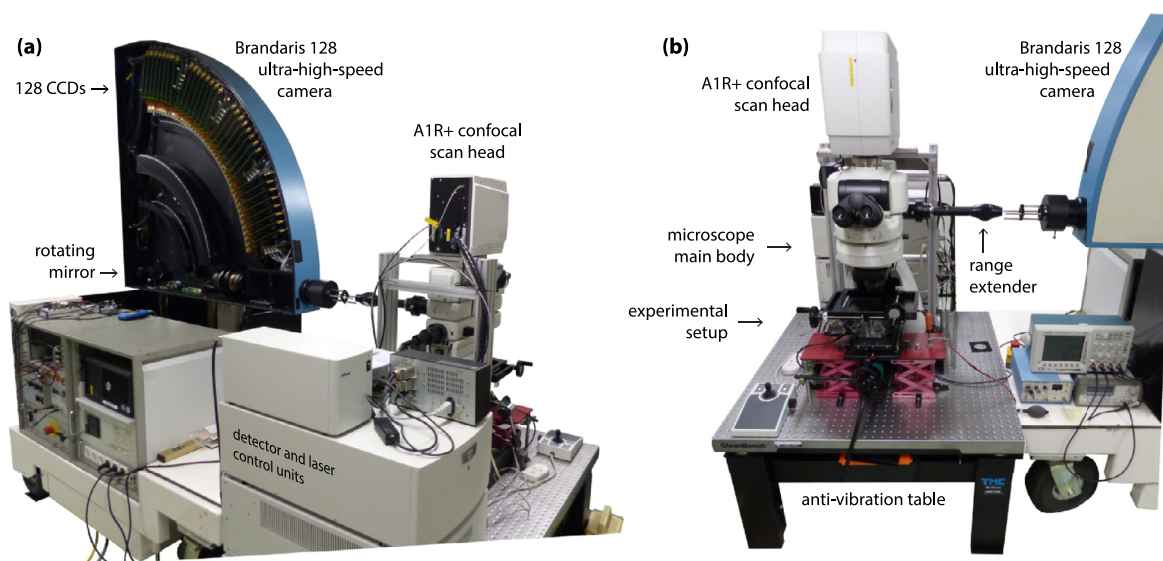 (a)
Brandaris 128
ultra-high-speed
camera
128 CCDs →
A1R+ confocal
scan head
rotating
mirror →
detector and laser
control units
(b)
Brandaris 128
ultra-high-speed
camera
A1R+ confocal
scan head
microscope
main body →
range
extender
experimental
setup →
CleanBench
TMC
anti-vibration table